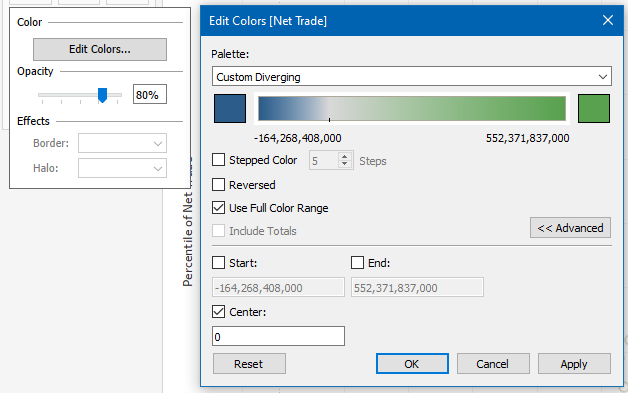 Color
Edit Colors...
Opacity
80%
Effects
Border:
Halo:
Percentile of Net Trade
Edit Colors [Net Trade]
Palette:
Custom Diverging
-164,268,408,000 552,371,837,000
Stepped Color 5 Steps
Reversed
Use Full Color Range
Include Totals
<< Advanced
Start: End:
-164,268,408,000 552,371,837,000
Center:
0
Reset OK Cancel Apply